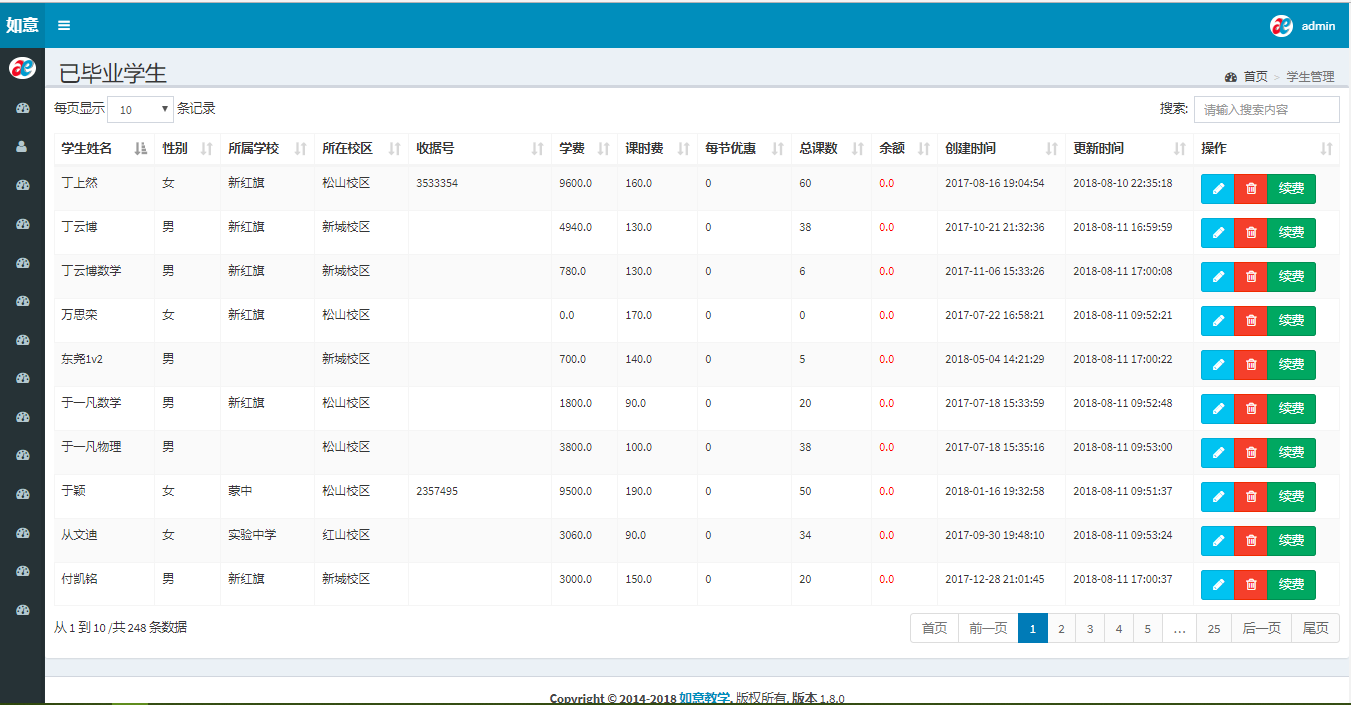 如意 admin
已毕业学生 首页 > 学生管理
每页显示 10 条记录 搜索: 请输入搜索内容
学生姓名 性别 所属学校 所在校区 收据号 学费 课时费 每节优惠 总课数 余额 创建时间 更新时间 操作
丁上然 女 新红旗 松山校区 3533354 9600.0 160.0 0 60 0.0 2017-08-16 19:04:54 2018-08-10 22:35:18 续费
丁云博 男 新红旗 新城校区 4940.0 130.0 0 38 0.0 2017-10-21 21:32:36 2018-08-11 16:59:59 续费
丁云博数学 男 新红旗 新城校区 780.0 130.0 0 6 0.0 2017-11-06 15:33:26 2018-08-11 17:00:08 续费
万思栾 女 新红旗 松山校区 0.0 170.0 0 0 0.0 2017-07-22 16:58:21 2018-08-11 09:52:21 续费
东尧1v2 男 新城校区 700.0 140.0 0 5 0.0 2018-05-04 14:21:29 2018-08-11 17:00:22 续费
于一凡数学 男 新红旗 松山校区 1800.0 90.0 0 20 0.0 2017-07-18 15:33:59 2018-08-11 09:52:48 续费
于一凡物理 男 松山校区 3800.0 100.0 0 38 0.0 2017-07-18 15:35:16 2018-08-11 09:53:00 续费
于颖 女 蒙中 松山校区 2357495 9500.0 190.0 0 50 0.0 2018-01-16 19:32:58 2018-08-11 09:51:37 续费
从文迪 女 实验中学 红山校区 3060.0 90.0 0 34 0.0 2017-09-30 19:48:10 2018-08-11 09:53:24 续费
付凯铭 男 新红旗 新城校区 3000.0 150.0 0 20 0.0 2017-12-28 21:01:45 2018-08-11 17:00:37 续费
从 1 到 10 /共 248 条数据 首页 前一页 1 2 3 4 5 … 25 后一页 尾页
Copyright © 2014-2018 如意教学. 版权所有. 版本 1.8.0